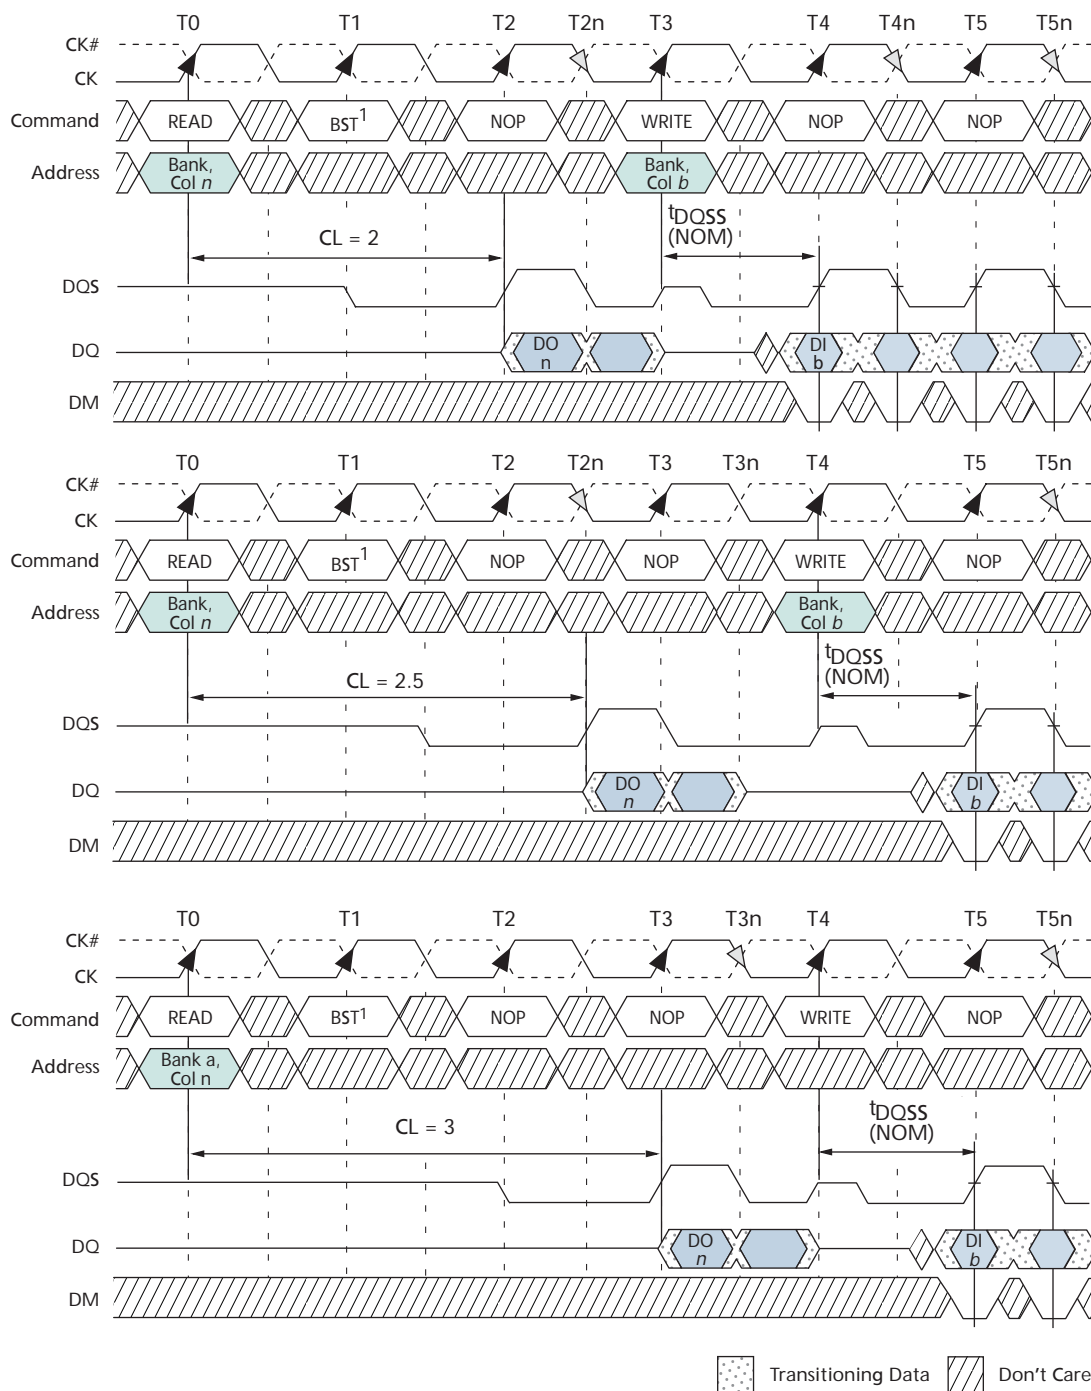 T0 T1 T2 T2n T3 T4 T4n T5 T5n
CK#
CK
Command READ BST1 NOP WRITE NOP NOP
Address Bank, Col n Bank, Col b
CL = 2
tDQSS (NOM)
DQS
DQ DO n DI b
DM
T0 T1 T2 T2n T3 T3n T4 T5 T5n
CK#
CK
Command READ BST1 NOP NOP WRITE NOP
Address Bank, Col n Bank, Col b
CL = 2.5
tDQSS (NOM)
DQS
DQ DO n DI b
DM
T0 T1 T2 T3 T3n T4 T5 T5n
CK#
CK
Command READ BST1 NOP NOP WRITE NOP
Address Bank a, Col n
CL = 3
tDQSS (NOM)
DQS
DQ DO n DI b
DM
Transitioning Data Don't Care